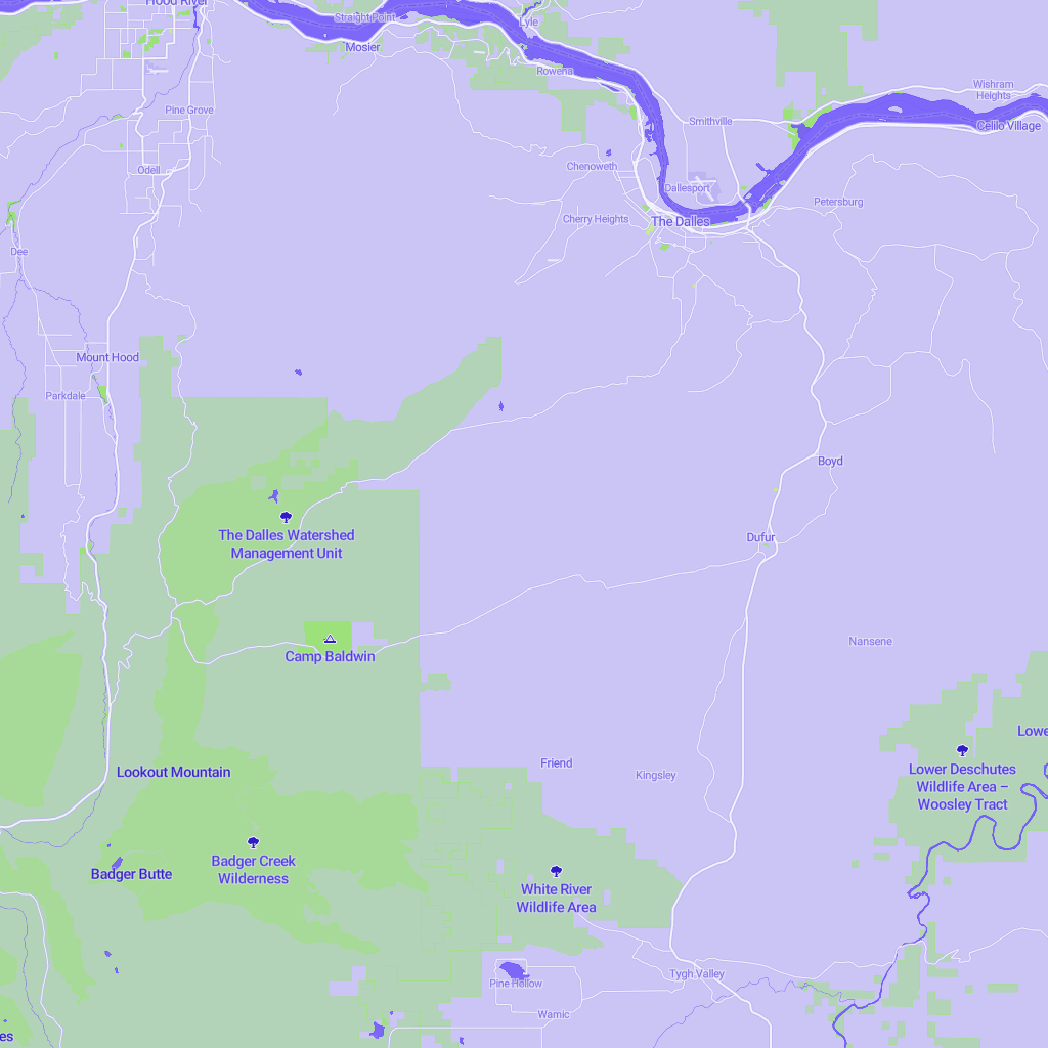 Hood River
Straight Point
Lyle
Mosier
Rowena
Wishram
Heights
Pine Grove
Smithville
Celilo Village
Chenoweth
Odell
Dallesport
Petersburg
Cherry Heights
The Dalles
Dee
Mount Hood
Parkdale
Boyd
The Dalles Watershed
Management Unit
Dufur
Camp Baldwin
Nansene
Lowe
Lookout Mountain
Friend
Kingsley
Lower Deschutes
Wildlife Area –
Woosley Tract
Badger Creek
Wilderness
Badger Butte
White River
Wildlife Area
Tygh Valley
Pine Hollow
Wamic
es